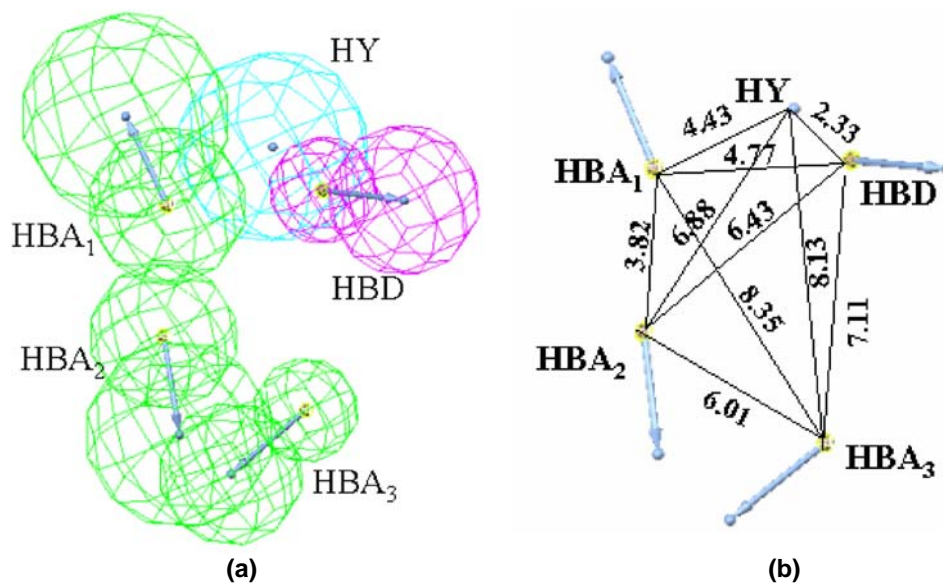 HY
HBA₁
HBD
HBA₂
HBA₃
(a)
HY
4.43
2.33
4.77
HBA₁
HBD
3.82
6.88
6.43
8.13
7.11
8.35
HBA₂
6.01
HBA₃
(b)